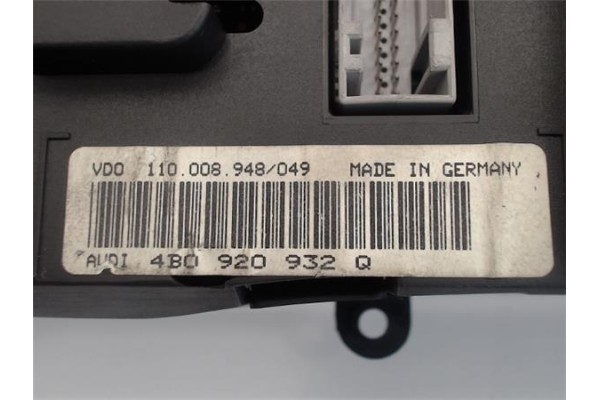 VDO 110.008.948/049 MADE IN GERMANY
AUDI 4B0 920 932 Q